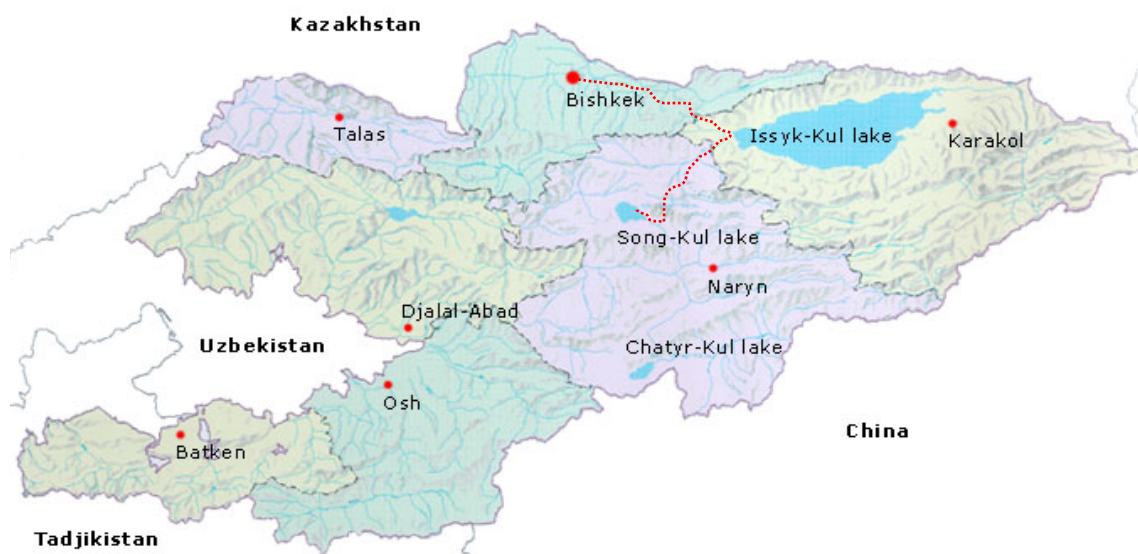 Kazakhstan
Bishkek
Talas
Issyk-Kul lake
Karakol
Song-Kul lake
Naryn
Djalal-Abad
Uzbekistan
Chatyr-Kul lake
Osh
China
Batken
Tadjikistan